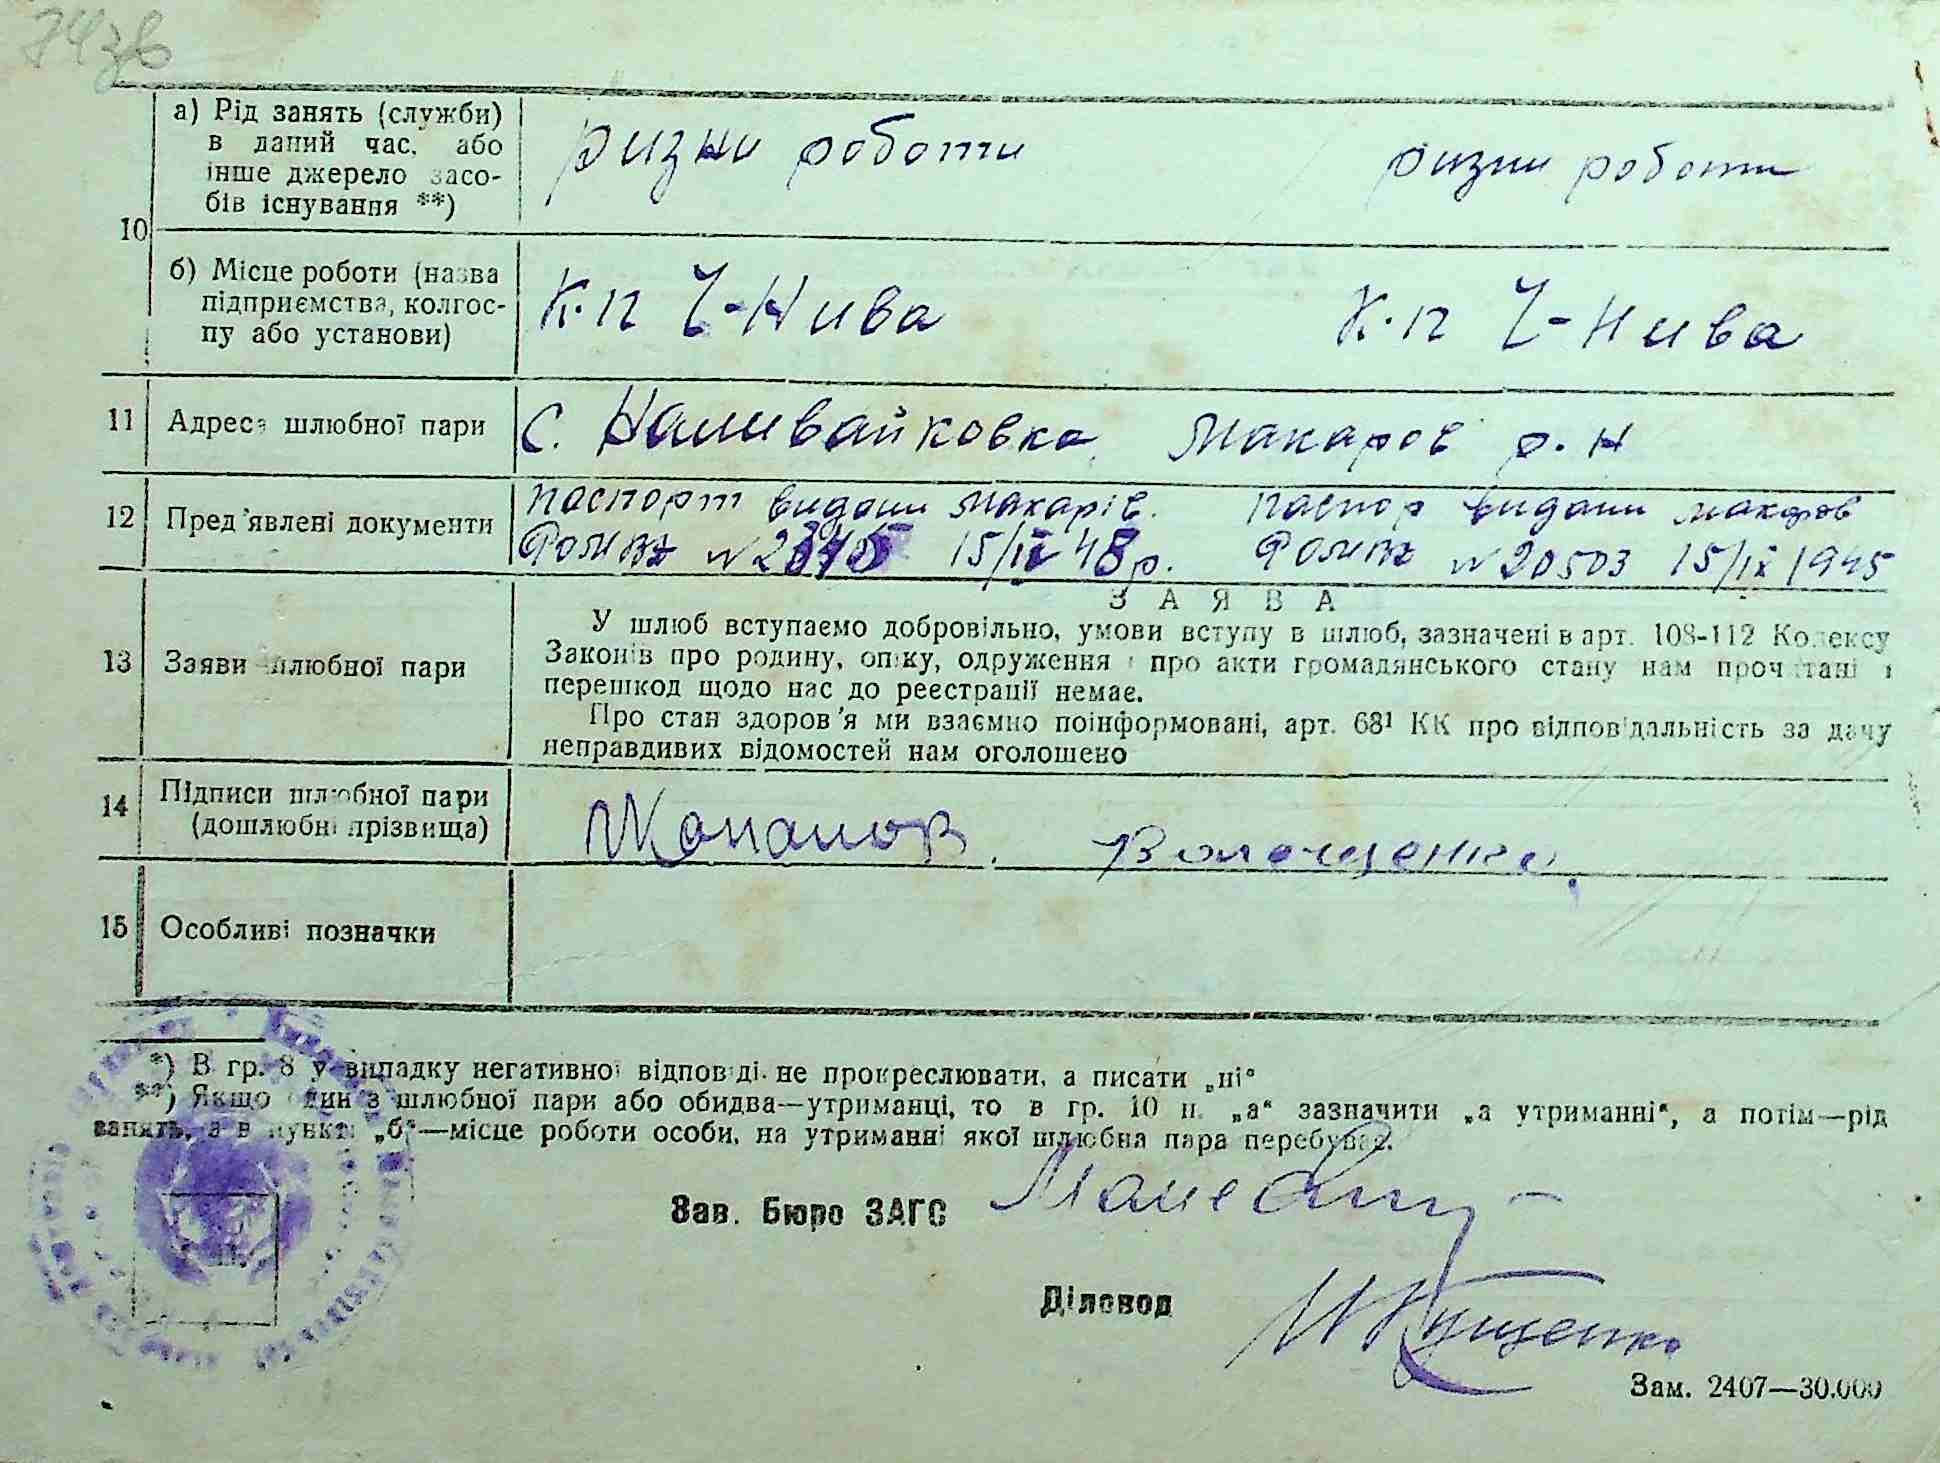 74зв
10
а) Рід занять (служби)
в даний час, або
інше джерело засо-
бів існування **)
ризни роботи ризни роботи
б) Місце роботи (назва
підприємства, колгос-
пу або установи)
К-п Ч-Нива К-п Ч-Нива
11 Адреса шлюбної пари с. Наливайковка Макаров р. н
12 Пред'явлені документи
паспорт видани Макарів. паспор видани макаров
15/IX 48 р. N 20503 15/IX 1945
13 Заяви шлюбної пари
ЗАЯВА
У шлюб вступаємо добровільно, умови вступу в шлюб, зазначені в арт. 108-112 Кодексу
Законів про родину, опіку, одруження і про акти громадянського стану нам прочитані і
перешкод щодо нас до реєстрації немає.
Про стан здоров'я ми взаємно поінформовані, арт. 68¹ КК про відповідальність за дачу
неправдивих відомостей нам оголошено
14 Підписи шлюбної пари
(дошлюбні прізвища)
15 Особливі позначки
*) В гр. 8 у випадку негативної відповіді не прокреслювати, а писати „ні“
**) Якщо один з шлюбної пари або обидва—утриманці, то в гр. 10 п. „а“ зазначити „а утриманні“, а потім—рід
занять, а в пункті „б“—місце роботи особи, на утриманні якої шлюбна пара перебуває.
Зав. Бюро ЗАГС
Діловод
Зам. 2407—30.000